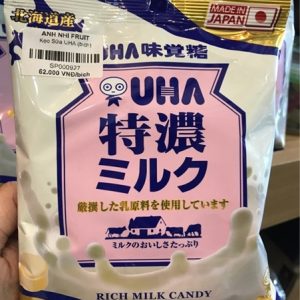 北海道産
MADE IN
JAPAN
ANH NHI FRUIT
Kẹo Sữa UHA (bịch)
SP000927
62.000 VNĐ/bịch
UHA味覚糖
UHA
特濃
ミルク
厳撰した乳原料を使用しています
ミルクのおいしさたっぷり
RICH MILK CANDY